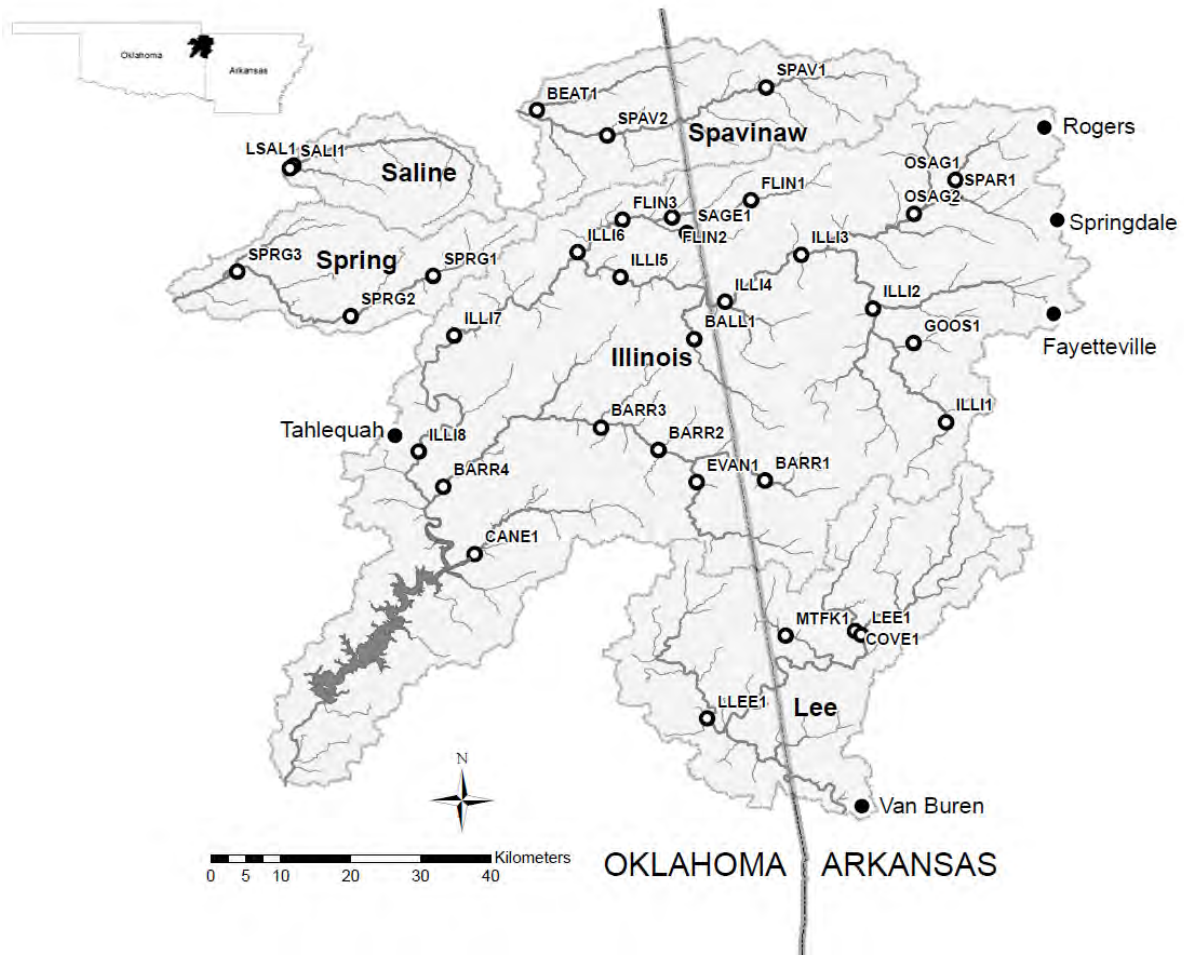 Oklahoma
Arkansas
SPAV1
BEAT1
SPAV2
Spavinaw
Rogers
LSAL1
SALI1
Saline
OSAG1
SPAR1
OSAG2
FLIN1
FLIN3
SAGE1
FLIN2
Springdale
ILLI6
ILLI3
SPRG3
Spring
SPRG1
ILLI5
SPRG2
ILLI4
ILLI2
ILLI7
BALL1
GOOS1
Fayetteville
Illinois
ILLI1
BARR3
Tahlequah
ILLI8
BARR2
BARR4
EVAN1
BARR1
CANE1
MTFK1
LEE1
COVE1
LLEE1
Lee
N
Van Buren
Kilometers
0 5 10 20 30 40
OKLAHOMA ARKANSAS